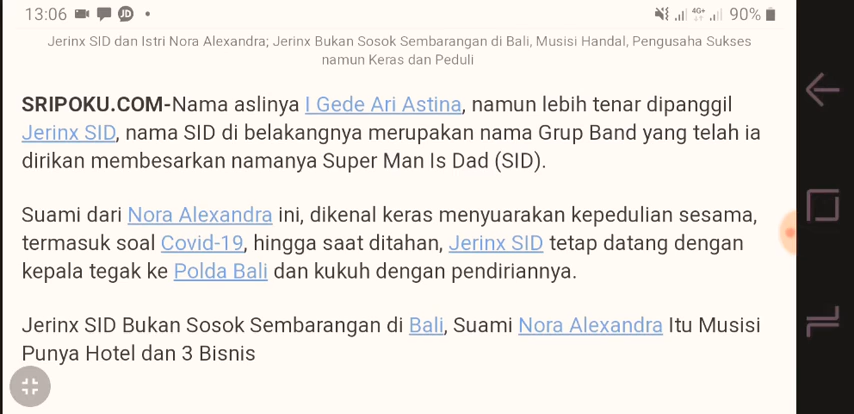 13:06 JD 4G+ 90%
Jerinx SID dan Istri Nora Alexandra; Jerinx Bukan Sosok Sembarangan di Bali, Musisi Handal, Pengusaha Sukses
namun Keras dan Peduli
SRIPOKU.COM-Nama aslinya I Gede Ari Astina, namun lebih tenar dipanggil
Jerinx SID, nama SID di belakangnya merupakan nama Grup Band yang telah ia
dirikan membesarkan namanya Super Man Is Dad (SID).
Suami dari Nora Alexandra ini, dikenal keras menyuarakan kepedulian sesama,
termasuk soal Covid-19, hingga saat ditahan, Jerinx SID tetap datang dengan
kepala tegak ke Polda Bali dan kukuh dengan pendiriannya.
Jerinx SID Bukan Sosok Sembarangan di Bali, Suami Nora Alexandra Itu Musisi
Punya Hotel dan 3 Bisnis